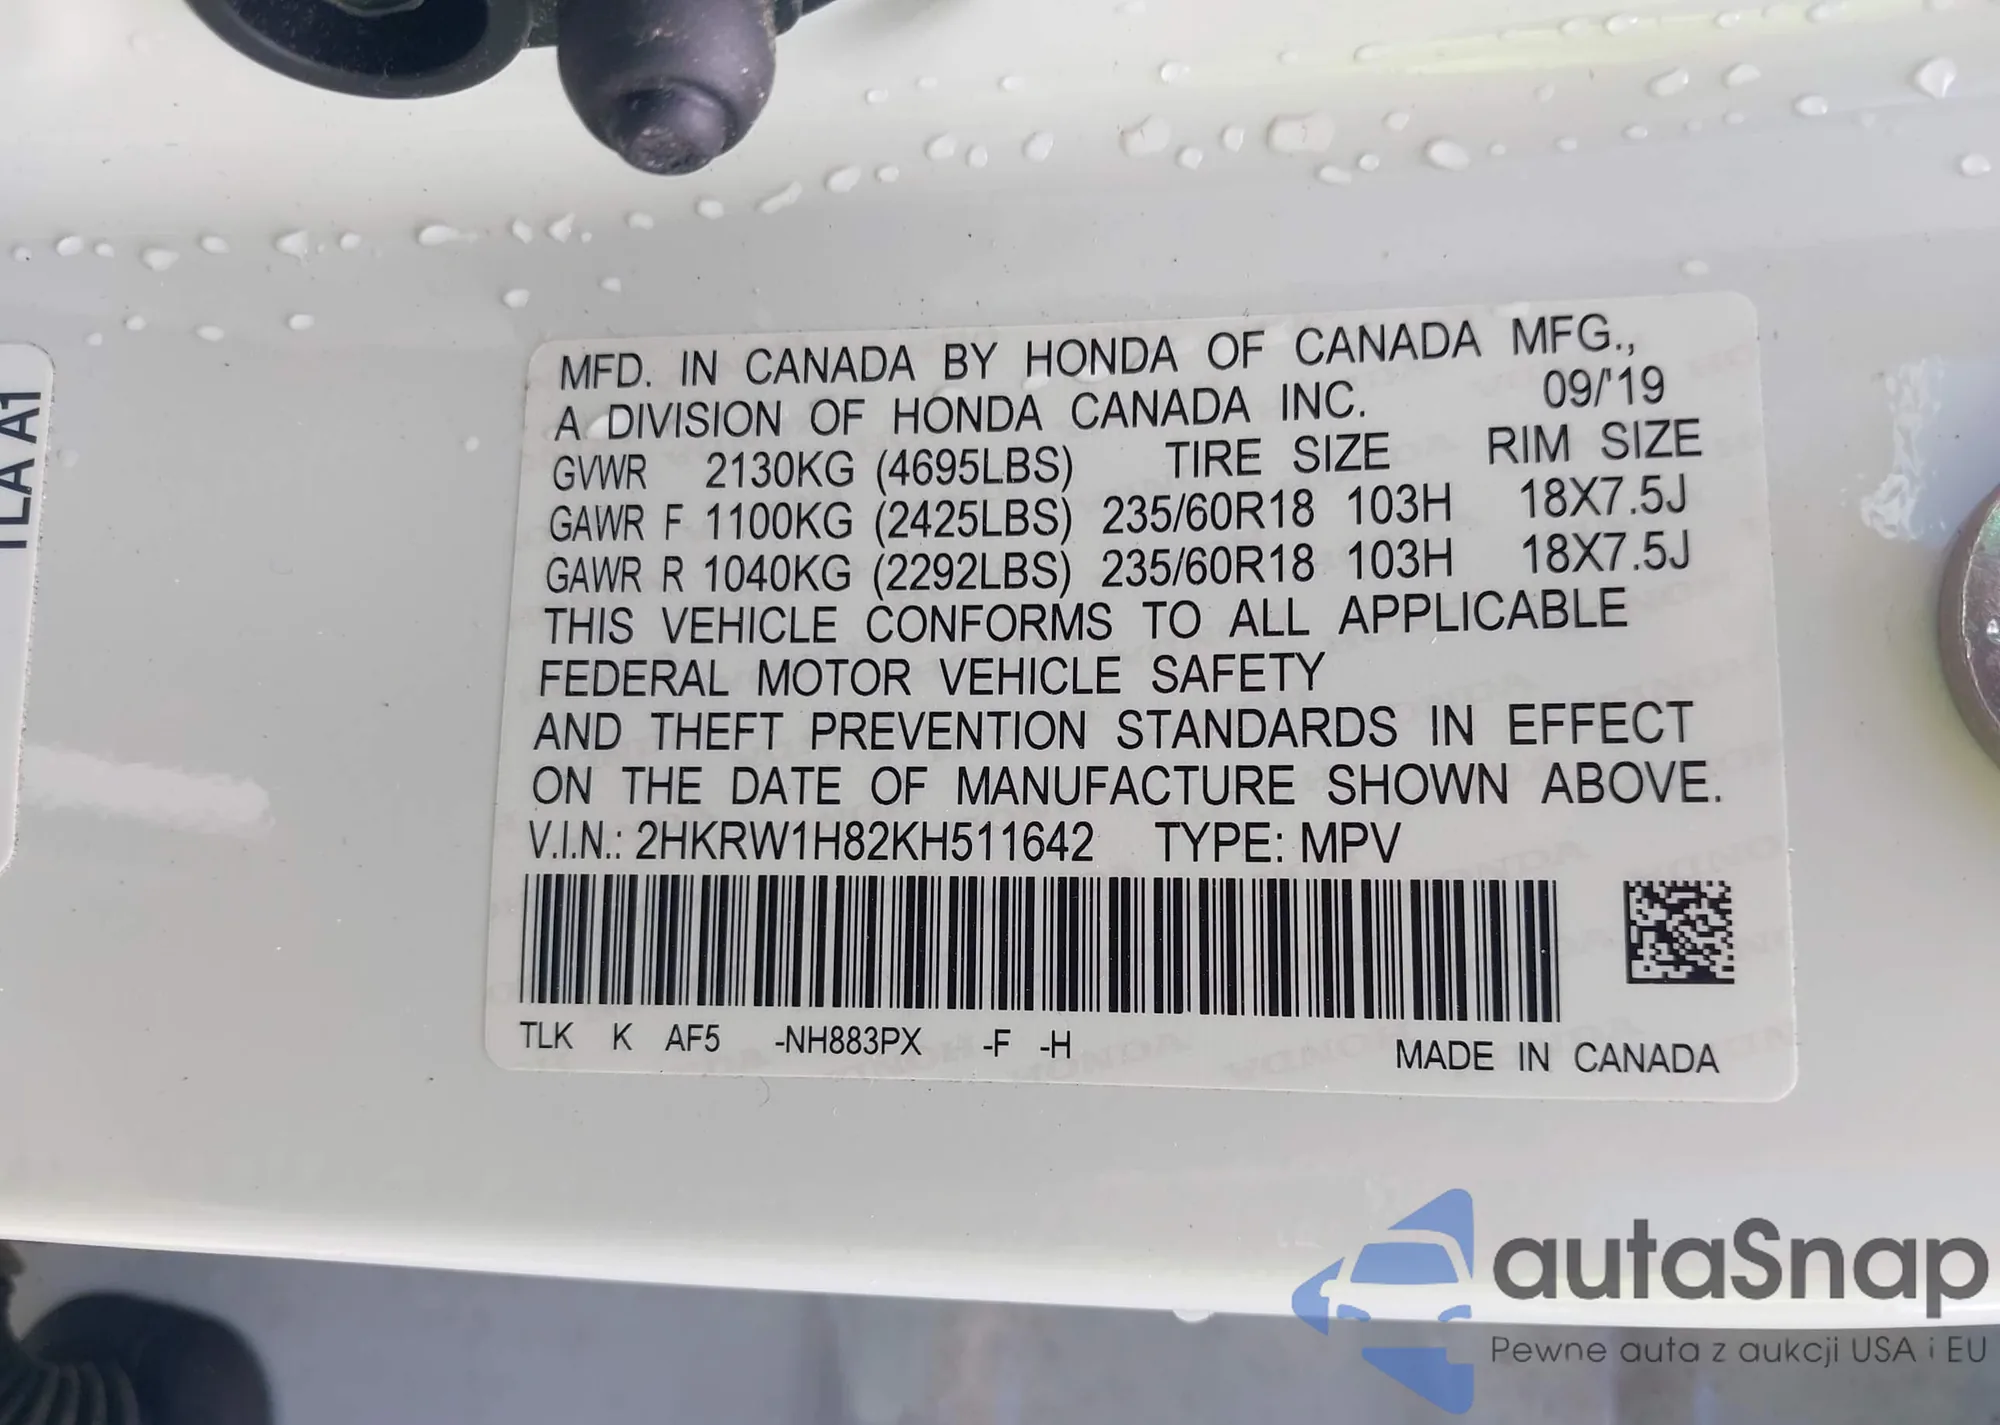 TLA A1
MFD. IN CANADA BY HONDA OF CANADA MFG.,
A DIVISION OF HONDA CANADA INC. 09/'19
GVWR 2130KG (4695LBS) TIRE SIZE RIM SIZE
GAWR F 1100KG (2425LBS) 235/60R18 103H 18X7.5J
GAWR R 1040KG (2292LBS) 235/60R18 103H 18X7.5J
THIS VEHICLE CONFORMS TO ALL APPLICABLE
FEDERAL MOTOR VEHICLE SAFETY
AND THEFT PREVENTION STANDARDS IN EFFECT
ON THE DATE OF MANUFACTURE SHOWN ABOVE.
V.I.N.: 2HKRW1H82KH511642 TYPE: MPV
TLK K AF5 -NH883PX -F -H
MADE IN CANADA
autaSnap
Pewne auta z aukcji USA i EU